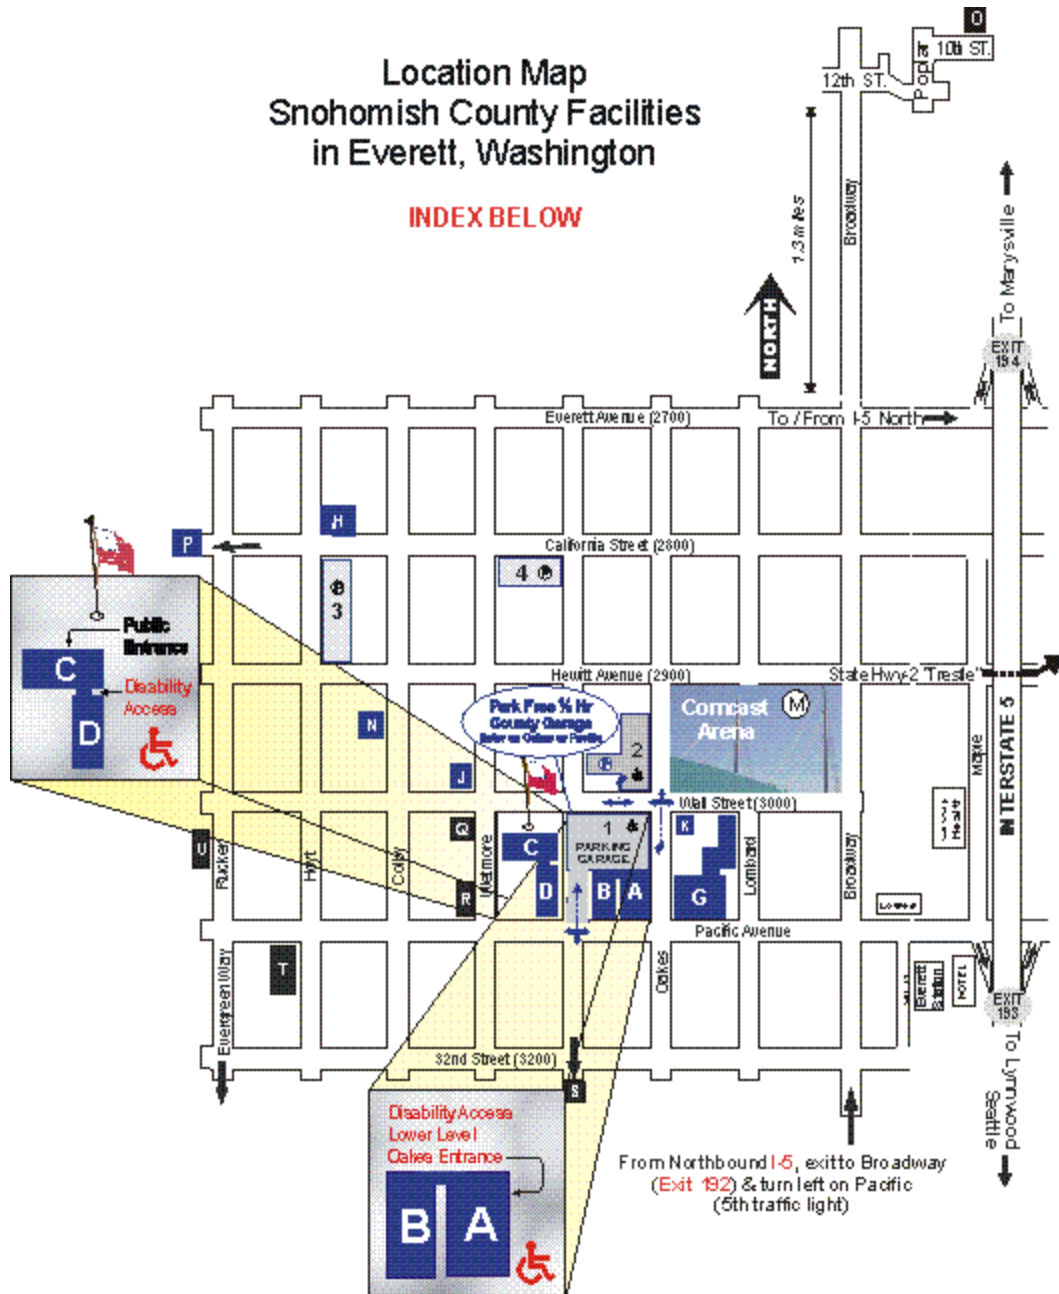 O
10th ST.
Poplar
12th ST.
Location Map
Snohomish County Facilities
in Everett, Washington
INDEX BELOW
1.3 miles
Broadway
To Marysville
NORTH
EXIT
194
Everett Avenue (2700)
To / From I-5 North
H
P
California Street (2800)
4
3
Public
Entrance
C
Disability
Access
D
Hewitt Avenue (2900)
State Hwy-2 "Trestle"
Park Free ½ Hr
County Garage
Comcast
Arena
M
N
2
J
Maple
INTERSTATE 5
Wall Street (3000)
Health
Q
1
K
U
C
PARKING
GARAGE
Rucker
Hoyt
Colby
Wetmore
Lombard
Broadway
R
D
B
A
G
Pacific Avenue
T
Evergreen Way
Oakes
Everett
Station
HOTEL
EXIT
193
32nd Street (3200)
S
To Lynnwood
Seattle
Disability Access
Lower Level
Oakes Entrance
B
A
From Northbound I-5, exit to Broadway
(Exit 192) & turn left on Pacific
(5th traffic light)